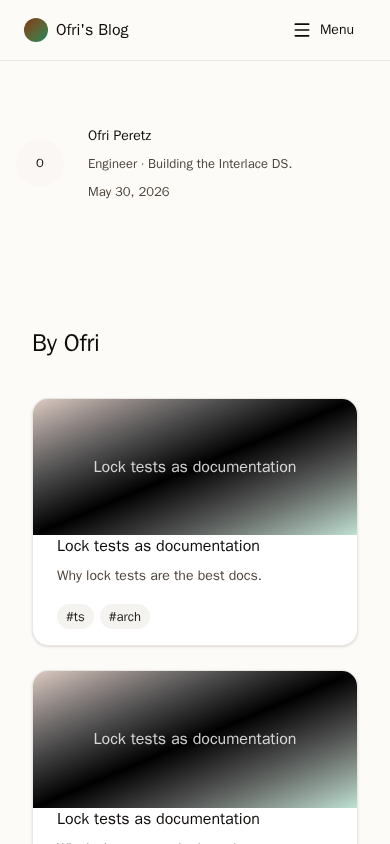 Ofri's Blog
Menu
Ofri Peretz
O
Engineer · Building the Interlace DS.
May 30, 2026
By Ofri
Lock tests as documentation
Lock tests as documentation
Why lock tests are the best docs.
#ts #arch
Lock tests as documentation
Lock tests as documentation